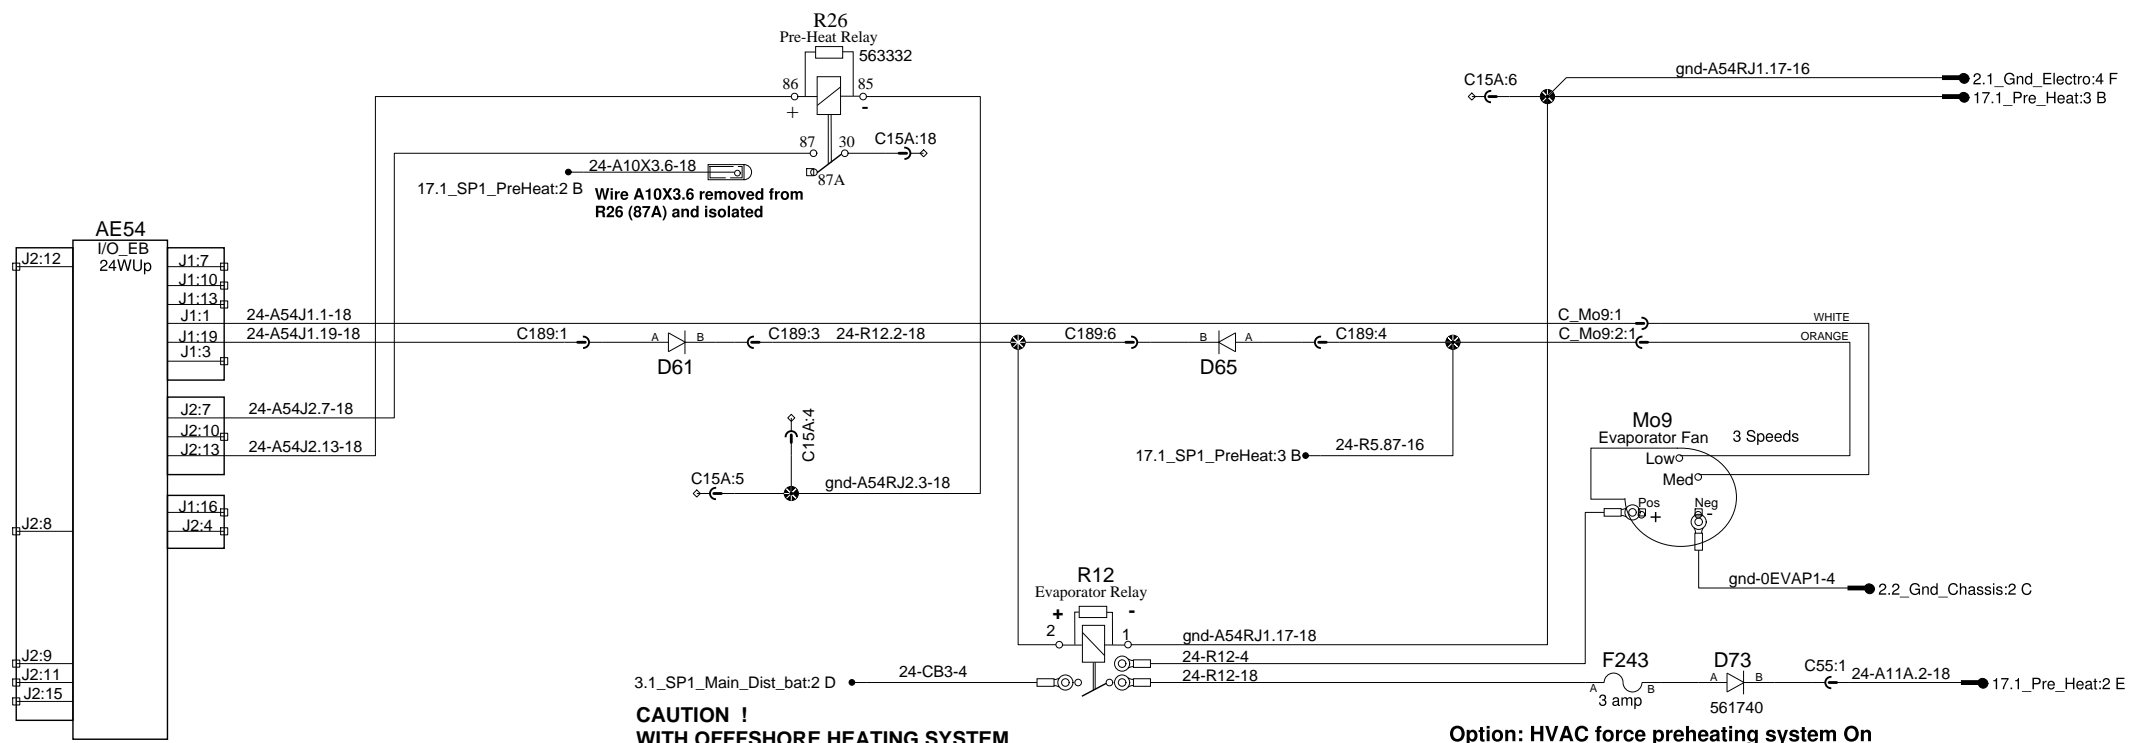 R26
Pre-Heat Relay
563332
86
85
+
-
87
30
C15A:18
87A
24-A10X3.6-18
17.1_SP1_PreHeat:2 B
Wire A10X3.6 removed from
R26 (87A) and isolated
C15A:6
gnd-A54RJ1.17-16
2.1_Gnd_Electro:4 F
17.1_Pre_Heat:3 B
AE54
I/O_EB
24WUp
J2:12
J1:7
J1:10
J1:13
J1:1
J1:19
J1:3
24-A54J1.1-18
24-A54J1.19-18
C189:1
A
B
D61
C189:3
24-R12.2-18
C189:6
B
A
D65
C189:4
C_Mo9:1
C_Mo9:2:1
WHITE
ORANGE
J2:7
J2:10
J2:13
24-A54J2.7-18
24-A54J2.13-18
C15A:4
C15A:5
gnd-A54RJ2.3-18
17.1_SP1_PreHeat:3 B
24-R5.87-16
Mo9
Evaporator Fan
3 Speeds
Low
Med
Pos
+
Neg
-
gnd-0EVAP1-4
2.2_Gnd_Chassis:2 C
J1:16
J2:4
J2:8
J2:9
J2:11
J2:15
R12
Evaporator Relay
+
-
2
1
gnd-A54RJ1.17-18
24-R12-4
24-R12-18
3.1_SP1_Main_Dist_bat:2 D
24-CB3-4
F243
A
B
3 amp
D73
A
B
561740
C55:1
24-A11A.2-18
17.1_Pre_Heat:2 E
CAUTION !
WITH OFFFSHORE HEATING SYSTEM
Option: HVAC force preheating system On